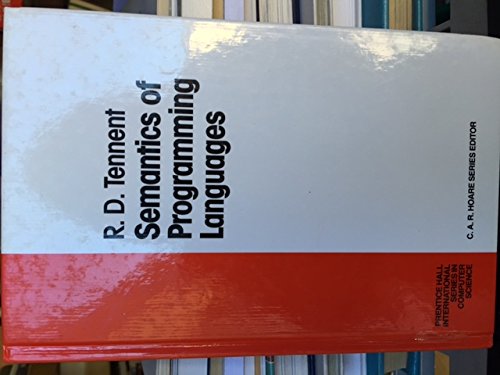 R. D. Tennent
Semantics of
Programming
Languages
C. A. R. HOARE SERIES EDITOR
PRENTICE HALL
INTERNATIONAL
SERIES IN
COMPUTER
SCIENCE